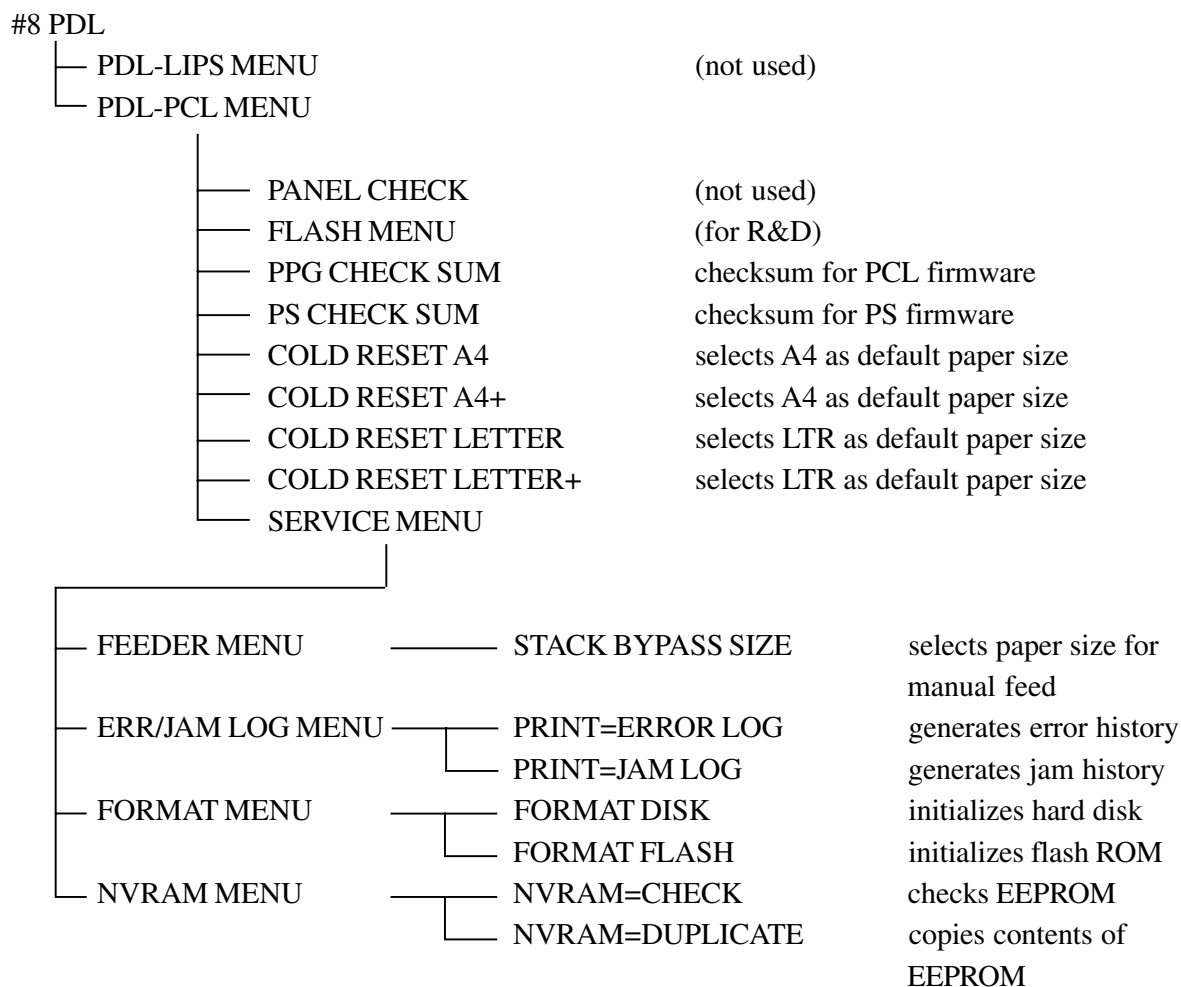 #8 PDL
PDL-LIPS MENU (not used)
PDL-PCL MENU
PANEL CHECK (not used)
FLASH MENU (for R&D)
PPG CHECK SUM checksum for PCL firmware
PS CHECK SUM checksum for PS firmware
COLD RESET A4 selects A4 as default paper size
COLD RESET A4+ selects A4 as default paper size
COLD RESET LETTER selects LTR as default paper size
COLD RESET LETTER+ selects LTR as default paper size
SERVICE MENU
FEEDER MENU STACK BYPASS SIZE selects paper size for
manual feed
ERR/JAM LOG MENU PRINT=ERROR LOG generates error history
PRINT=JAM LOG generates jam history
FORMAT MENU FORMAT DISK initializes hard disk
FORMAT FLASH initializes flash ROM
NVRAM MENU NVRAM=CHECK checks EEPROM
NVRAM=DUPLICATE copies contents of
EEPROM